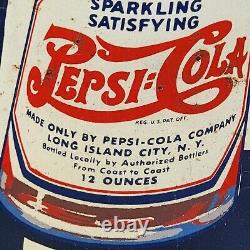 SPARKLING
SATISFYING
PEPSI=COLA
REG. U.S. PAT. OFF.
MADE ONLY BY PEPSI-COLA COMPANY
LONG ISLAND CITY, N. Y.
Bottled Locally by Authorized Bottlers
From Coast to Coast
12 OUNCES